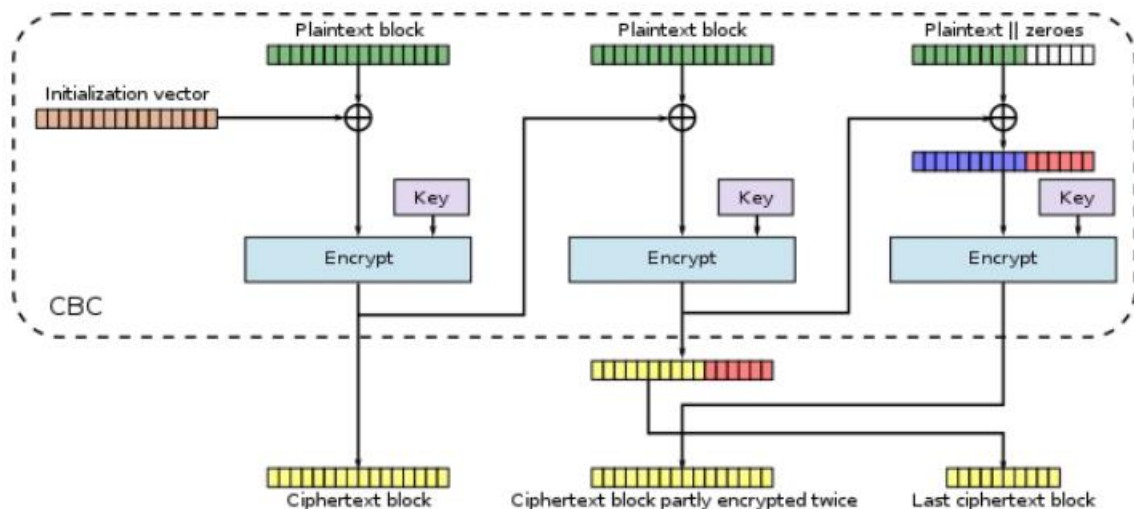 Plaintext block
Plaintext block
Plaintext || zeroes
Initialization vector
Key
Key
Key
Encrypt
Encrypt
Encrypt
CBC
Ciphertext block
Ciphertext block partly encrypted twice
Last ciphertext block